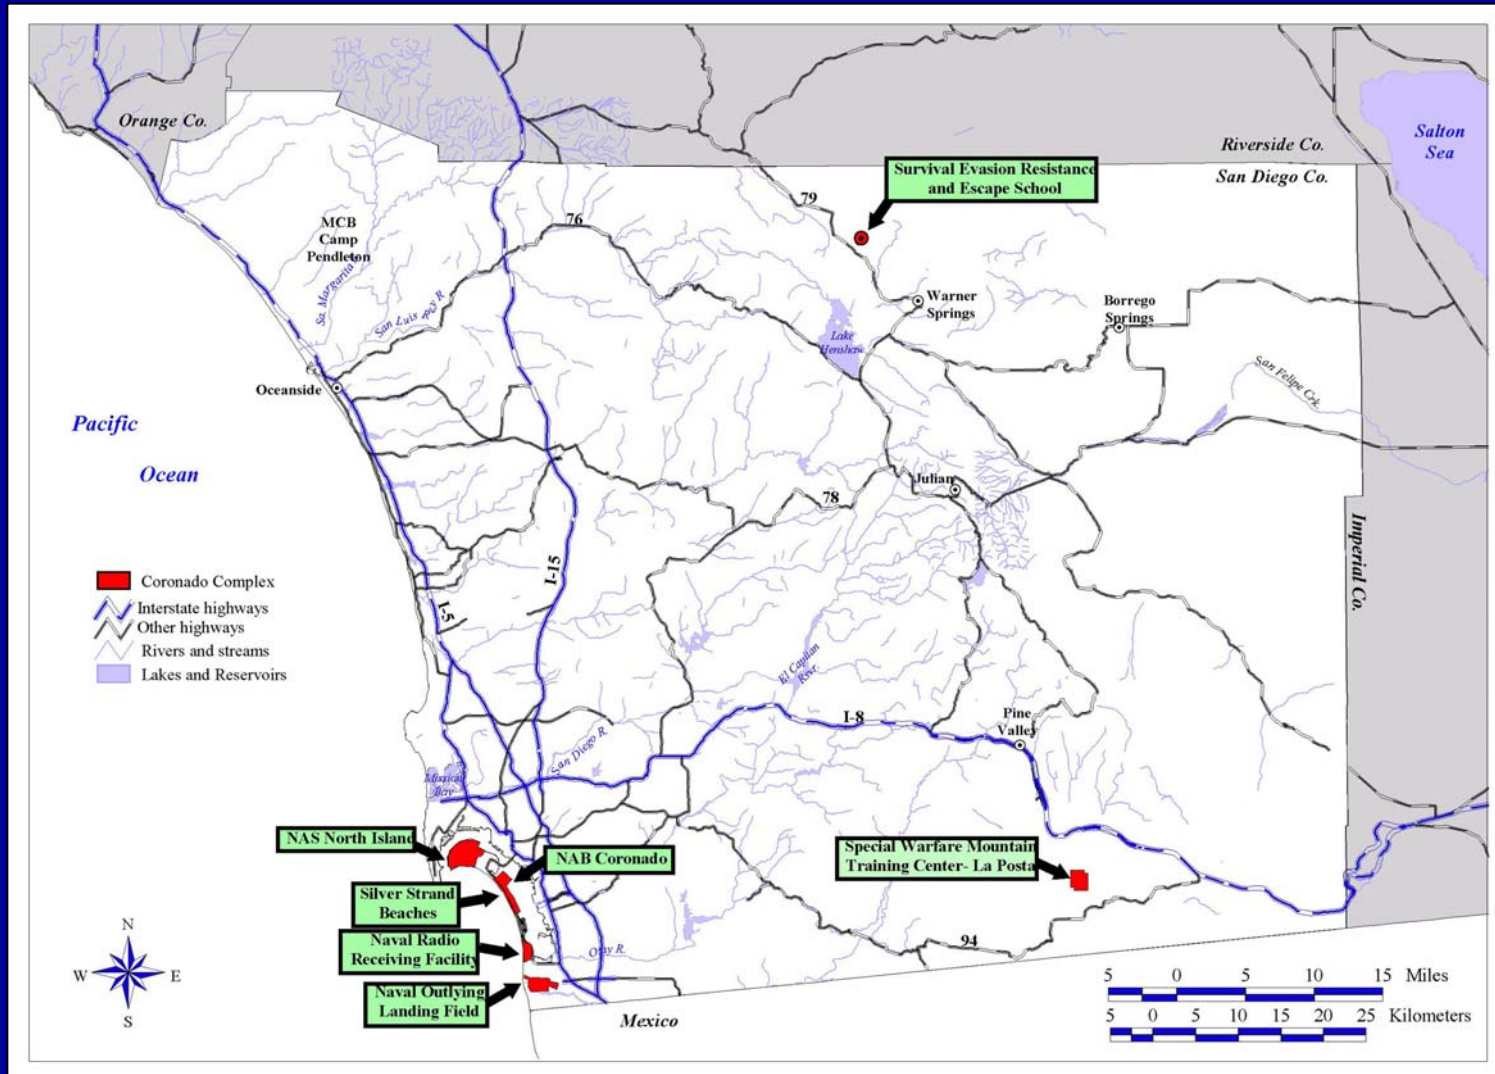 Orange Co.
Riverside Co.
San Diego Co.
Salton
Sea
Survival Evasion Resistance
and Escape School
79
76
MCB
Camp
Pendleton
Sa. Margarita
San Luis Rey R
Warner
Springs
Borrego
Springs
Lake
Henshaw
San Felipe Crk.
Oceanside
Pacific
Ocean
Julian
78
Imperial Co.
I-15
I-5
Coronado Complex
Interstate highways
Other highways
Rivers and streams
Lakes and Reservoirs
El Capitan
Rsvr.
I-8
Pine
Valley
San Diego R.
Mission
Bay
NAS North Island
NAB Coronado
Special Warfare Mountain
Training Center- La Posta
Silver Strand
Beaches
Naval Radio
Receiving Facility
Otay R.
94
Naval Outlying
Landing Field
Mexico
N
W E
S
5 0 5 10 15 Miles
5 0 5 10 15 20 25 Kilometers